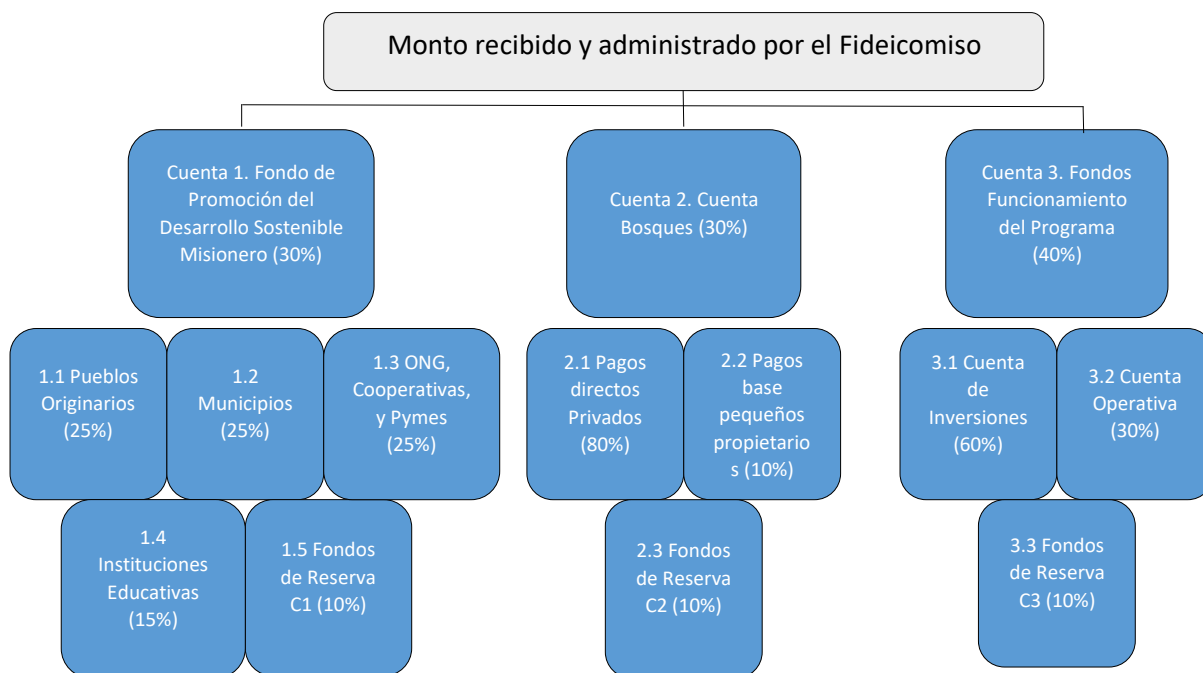 Monto recibido y administrado por el Fideicomiso
Cuenta 1. Fondo de
Promoción del
Desarrollo Sostenible
Misionero (30%)
Cuenta 2. Cuenta
Bosques (30%)
Cuenta 3. Fondos
Funcionamiento
del Programa
(40%)
1.1 Pueblos
Originarios
(25%)
1.2
Municipios
(25%)
1.3 ONG,
Cooperativas,
y Pymes
(25%)
2.1 Pagos
directos
Privados
(80%)
2.2 Pagos
base
pequeños
propietario
s (10%)
3.1 Cuenta
de
Inversiones
(60%)
3.2 Cuenta
Operativa
(30%)
1.4
Instituciones
Educativas
(15%)
1.5 Fondos
de Reserva
C1 (10%)
2.3 Fondos
de Reserva
C2 (10%)
3.3 Fondos
de Reserva
C3 (10%)